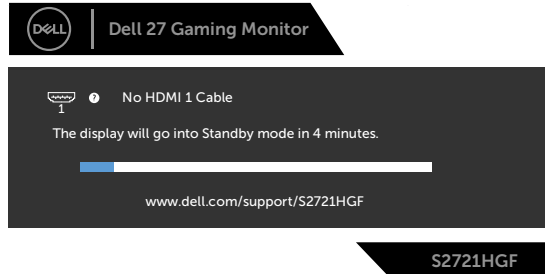 DELL
Dell 27 Gaming Monitor
? No HDMI 1 Cable
1
The display will go into Standby mode in 4 minutes.
www.dell.com/support/S2721HGF
S2721HGF